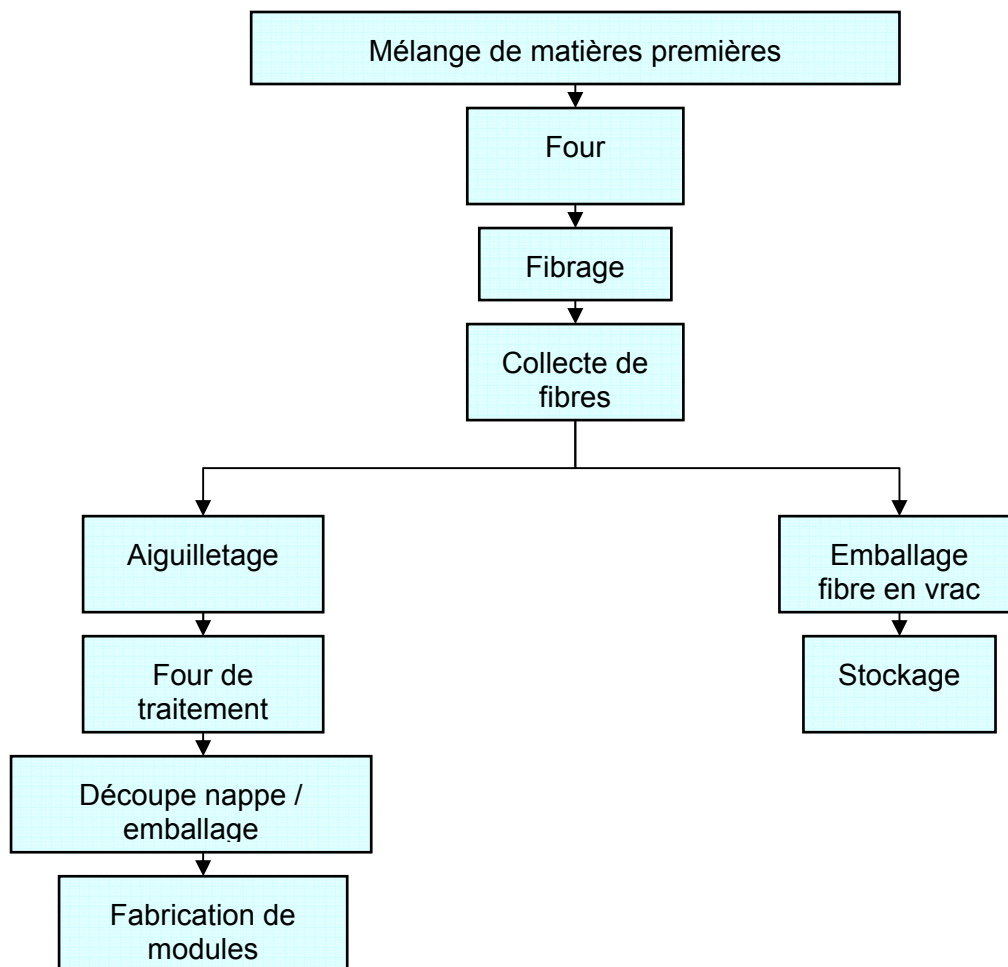 Mélange de matières premières
Four
Fibrage
Collecte de
fibres
Aiguilletage
Four de
traitement
Découpe nappe /
emballage
Fabrication de
modules
Emballage
fibre en vrac
Stockage